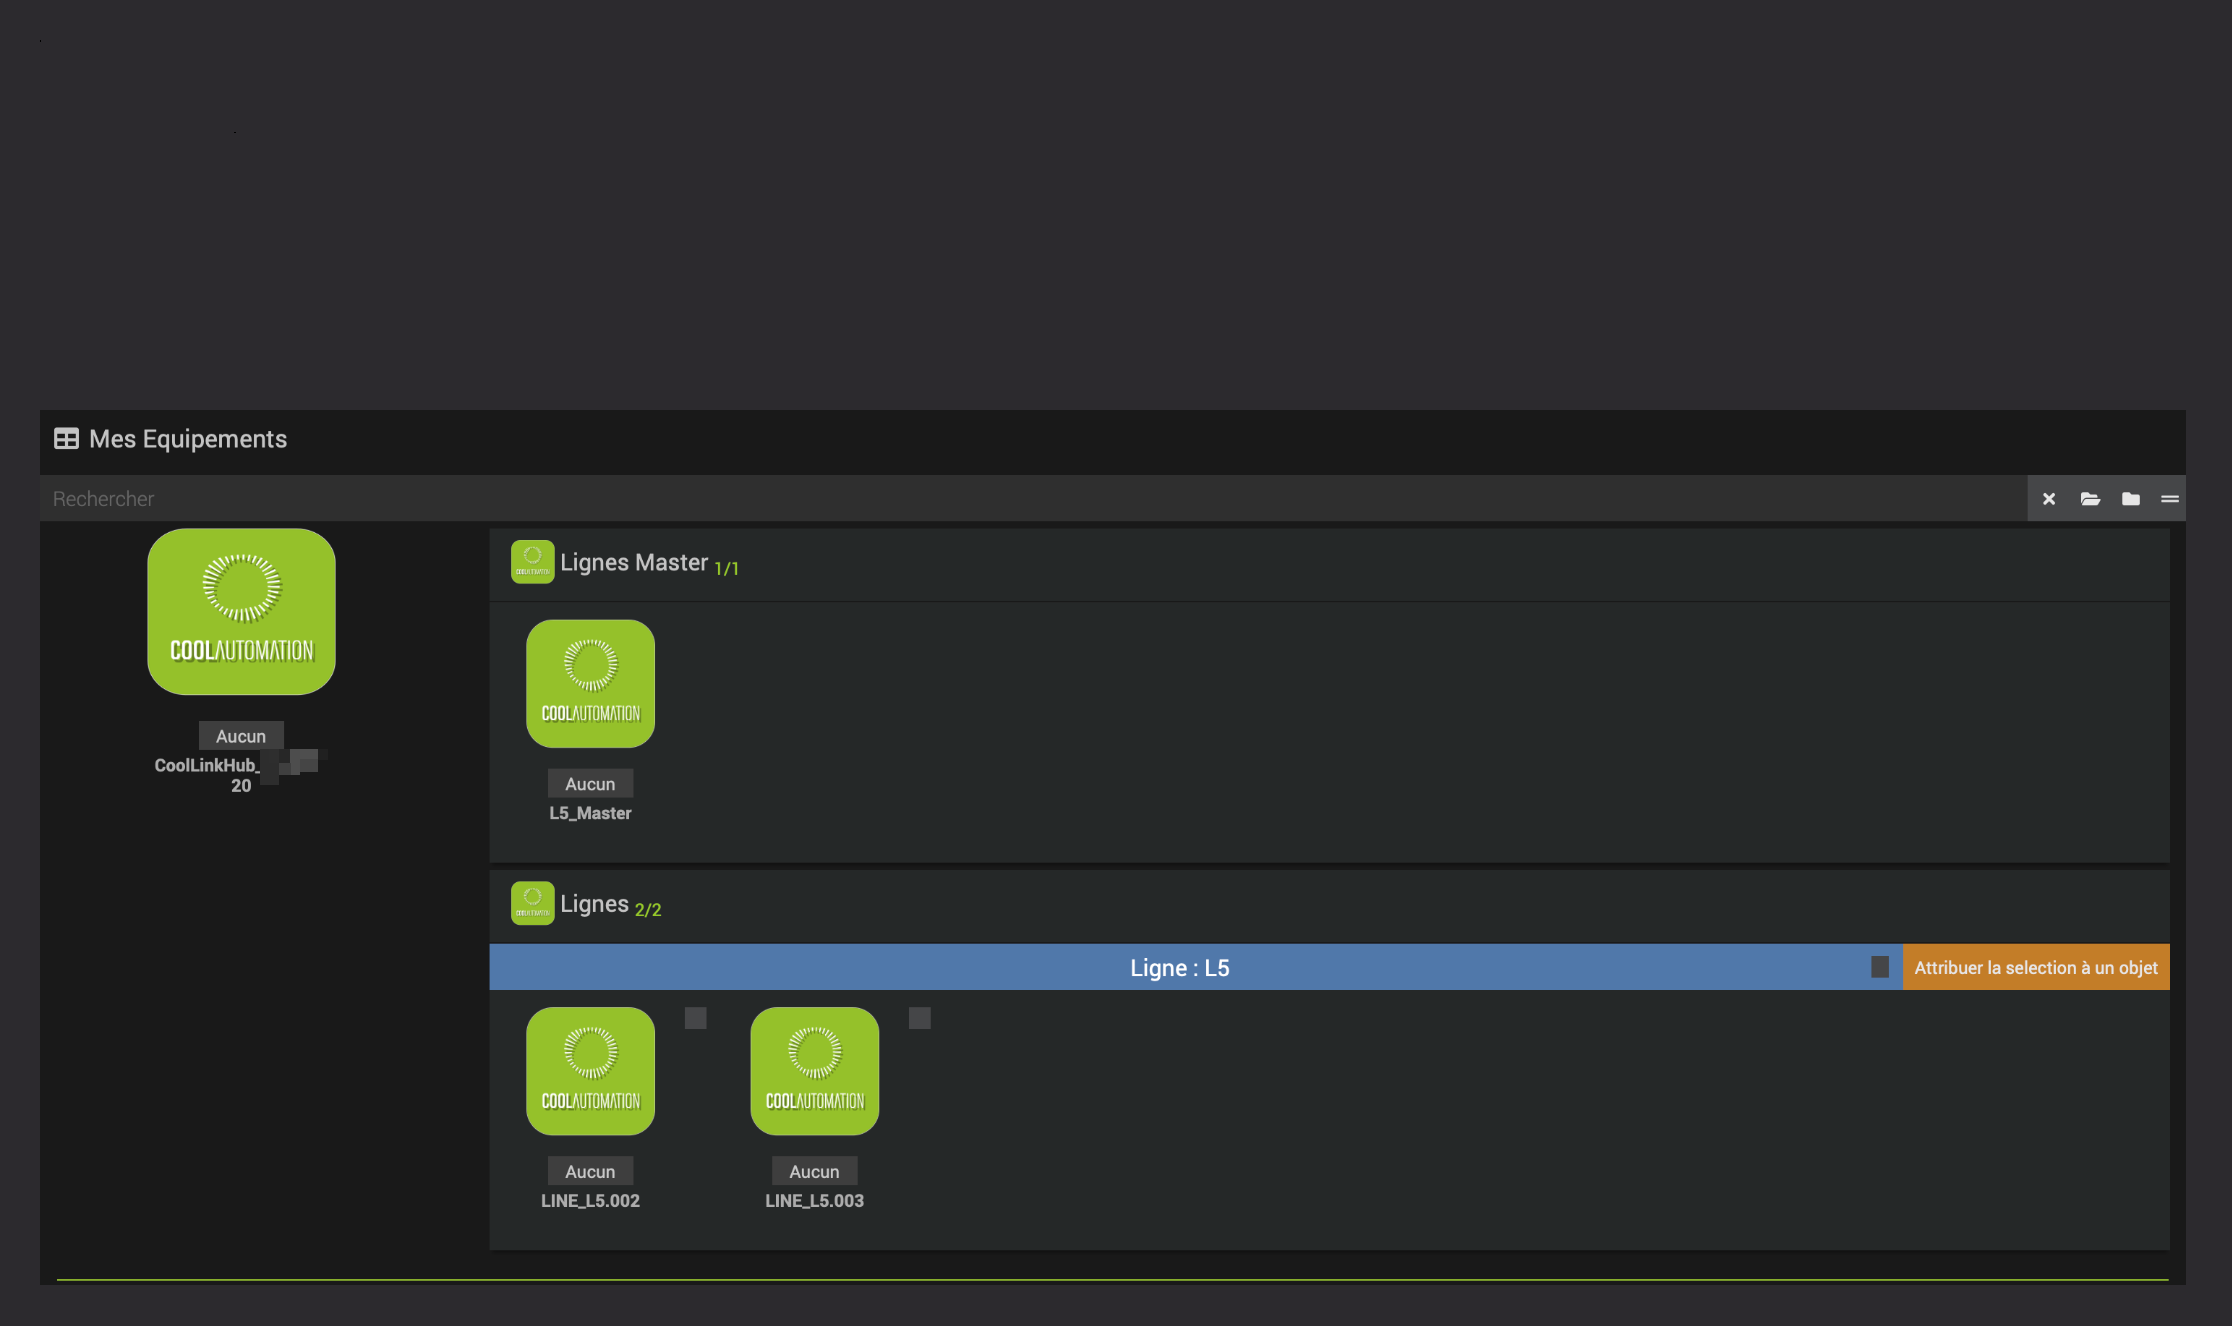 Mes Equipements
Rechercher
COOLAUTOMATION
Aucun
CoolLinkHub_
20
Lignes Master 1/1
COOLAUTOMATION
Aucun
L5_Master
Lignes 2/2
Ligne : L5
Attribuer la selection à un objet
COOLAUTOMATION
Aucun
LINE_L5.002
COOLAUTOMATION
Aucun
LINE_L5.003